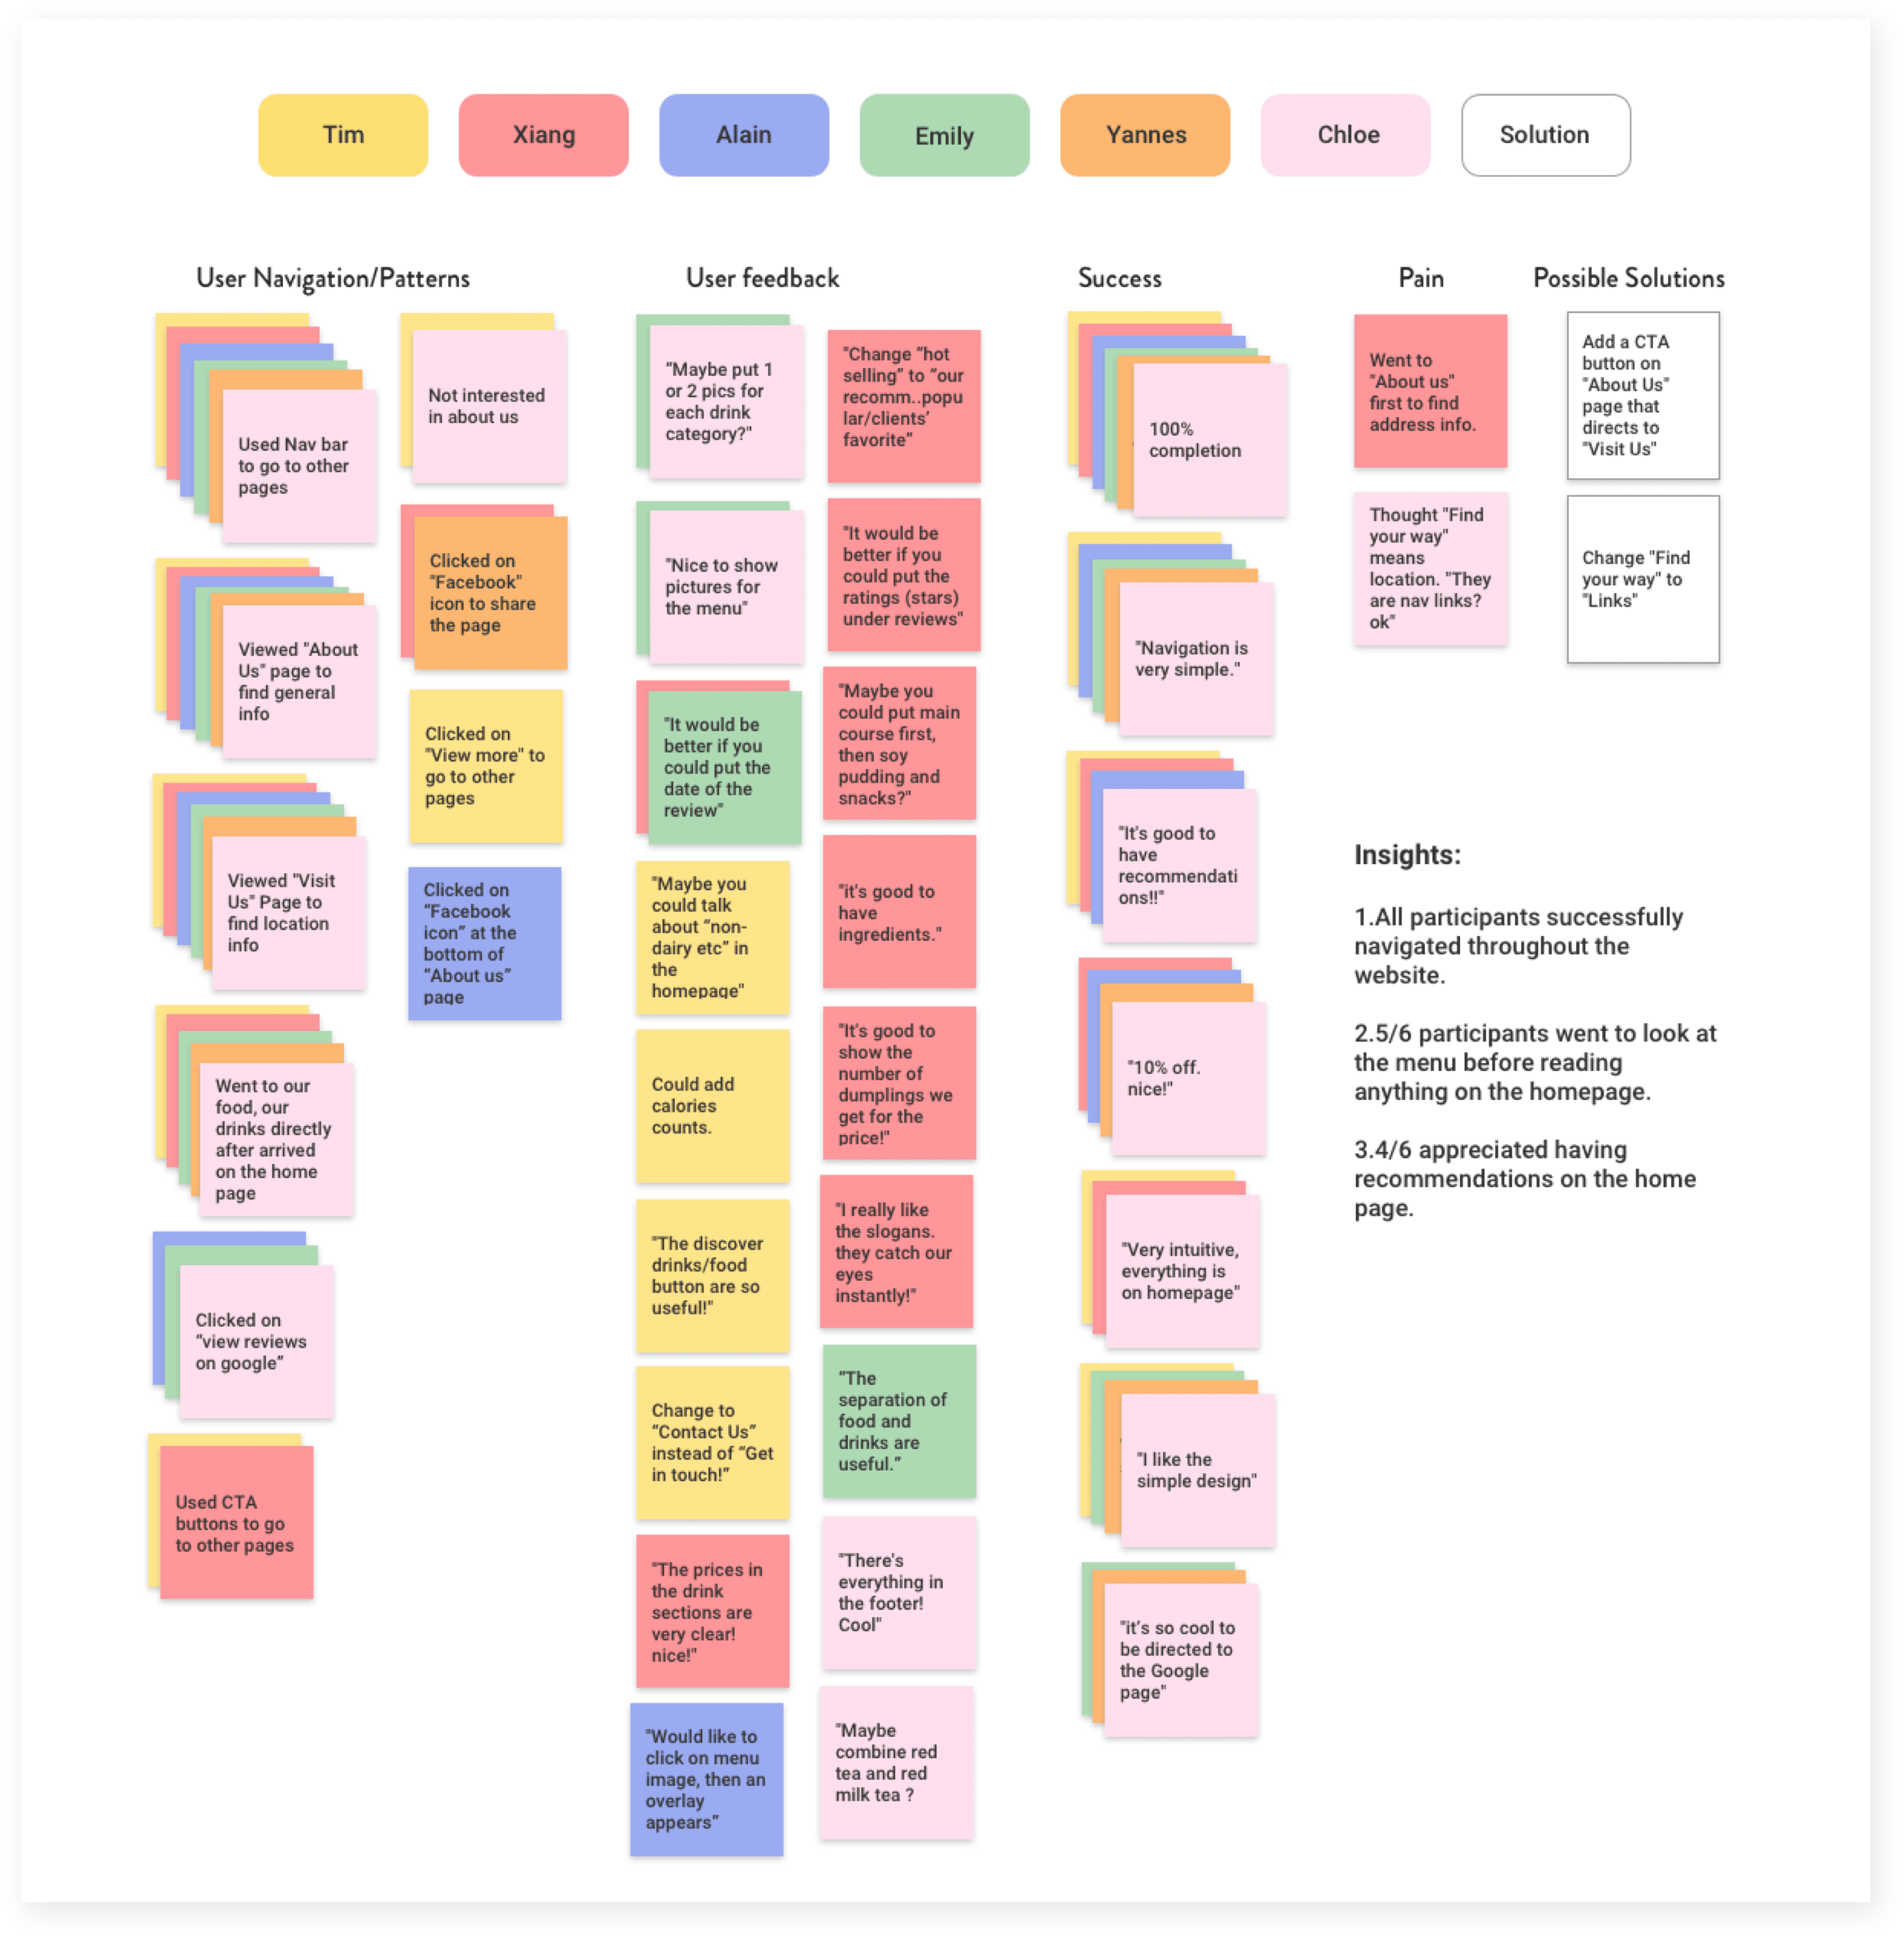 Tim
Xiang
Alain
Emily
Yannes
Chloe
Solution
User Navigation/Patterns
Used Nav bar
to go to other
pages
Viewed "About
Us" page to
find general
info
Viewed "Visit
Us" Page to
find location
info
Went to our
food, our
drinks directly
after arrived
on the home
page
Clicked on
“view reviews
on google”
Used CTA
buttons to go
to other pages
Not interested
in about us
Clicked on
"Facebook"
icon to share
the page
Clicked on
"View more" to
go to other
pages
Clicked on
“Facebook
icon” at the
bottom of
“About us”
page
User feedback
“Maybe put 1
or 2 pics for
each drink
category?"
"Nice to show
pictures for
the menu"
"It would be
better if you
could put the
date of the
review"
"Maybe you
could talk
about “non-
dairy etc” in
the
homepage"
Could add
calories
counts.
"The discover
drinks/food
button are so
useful!"
Change to
“Contact Us”
instead of “Get
in touch!”
"The prices in
the drink
sections are
very clear!
nice!"
"Would like to
click on menu
image, then an
overlay
appears”
"Change “hot
selling” to “our
recomm..popu
lar/clients’
favorite”
"It would be
better if you
could put the
ratings (stars)
under reviews"
"Maybe you
could put main
course first,
then soy
pudding and
snacks?"
"it's good to
have
ingredients."
"It's good to
show the
number of
dumplings we
get for the
price!"
"I really like
the slogans.
they catch our
eyes
instantly!"
“The
separation of
food and
drinks are
useful.”
"There's
everything in
the footer!
Cool"
"Maybe
combine red
tea and red
milk tea ?
Success
100%
completion
"Navigation is
very simple."
"It's good to
have
recommendati
ons!!"
"10% off.
nice!"
"Very intuitive,
everything is
on homepage"
"I like the
simple design"
"it’s so cool to
be directed to
the Google
page"
Pain
Went to
"About us"
first to find
address info.
Thought "Find
your way"
means
location. "They
are nav links?
ok"
Possible Solutions
Add a CTA
button on
"About Us"
page that
directs to
"Visit Us"
Change "Find
your way" to
"Links"
Insights:
1.All participants successfully
navigated throughout the
website.
2.5/6 participants went to look at
the menu before reading
anything on the homepage.
3.4/6 appreciated having
recommendations on the home
page.